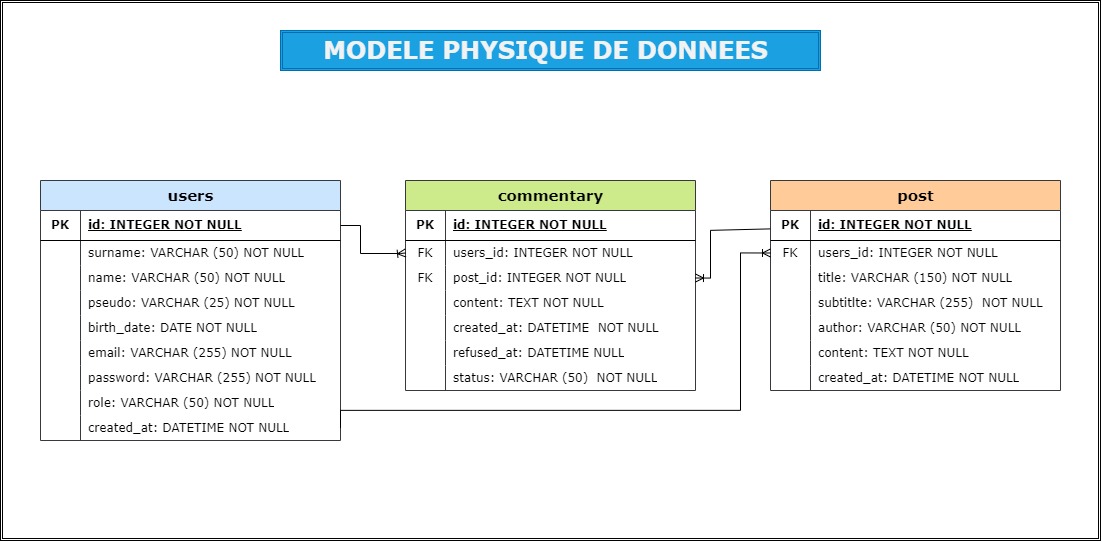 MODELE PHYSIQUE DE DONNEES
users
PK id: INTEGER NOT NULL
surname: VARCHAR (50) NOT NULL
name: VARCHAR (50) NOT NULL
pseudo: VARCHAR (25) NOT NULL
birth_date: DATE NOT NULL
email: VARCHAR (255) NOT NULL
password: VARCHAR (255) NOT NULL
role: VARCHAR (50) NOT NULL
created_at: DATETIME NOT NULL
commentary
PK id: INTEGER NOT NULL
FK users_id: INTEGER NOT NULL
FK post_id: INTEGER NOT NULL
content: TEXT NOT NULL
created_at: DATETIME NOT NULL
refused_at: DATETIME NULL
status: VARCHAR (50) NOT NULL
post
PK id: INTEGER NOT NULL
FK users_id: INTEGER NOT NULL
title: VARCHAR (150) NOT NULL
subtitlte: VARCHAR (255) NOT NULL
author: VARCHAR (50) NOT NULL
content: TEXT NOT NULL
created_at: DATETIME NOT NULL